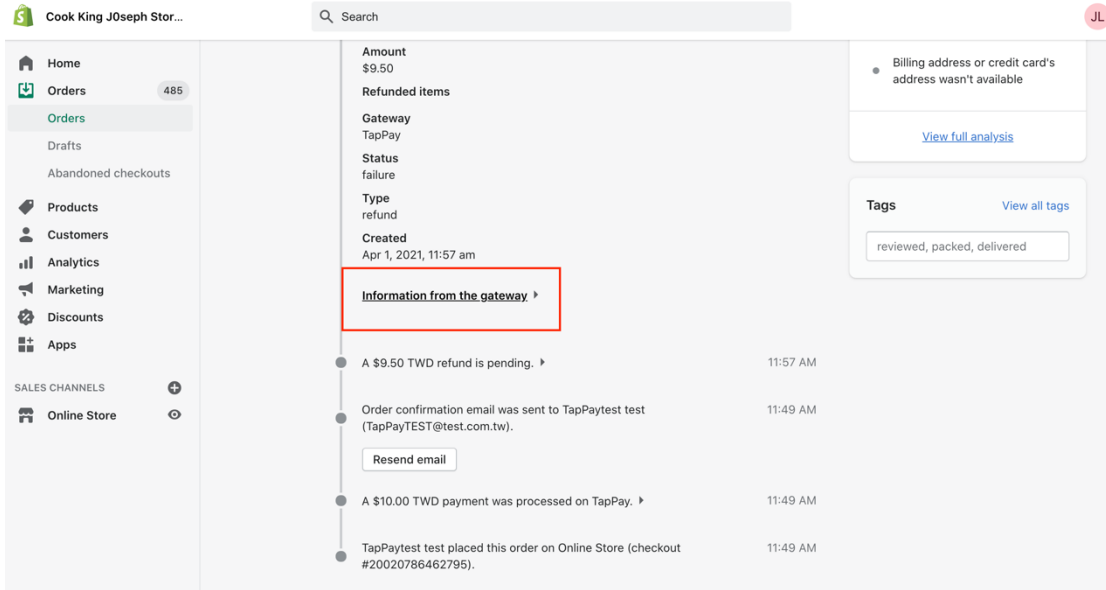 Cook King J0seph Stor...
Search
JL
Home
Orders
485
Orders
Drafts
Abandoned checkouts
Products
Customers
Analytics
Marketing
Discounts
Apps
SALES CHANNELS
Online Store
Amount
$9.50
Refunded items
Gateway
TapPay
Status
failure
Type
refund
Created
Apr 1, 2021, 11:57 am
Information from the gateway
A $9.50 TWD refund is pending.
11:57 AM
Order confirmation email was sent to TapPaytest test
(TapPayTEST@test.com.tw).
11:49 AM
Resend email
A $10.00 TWD payment was processed on TapPay.
11:49 AM
TapPaytest test placed this order on Online Store (checkout
#20020786462795).
11:49 AM
Billing address or credit card's
address wasn't available
View full analysis
Tags
View all tags
reviewed, packed, delivered